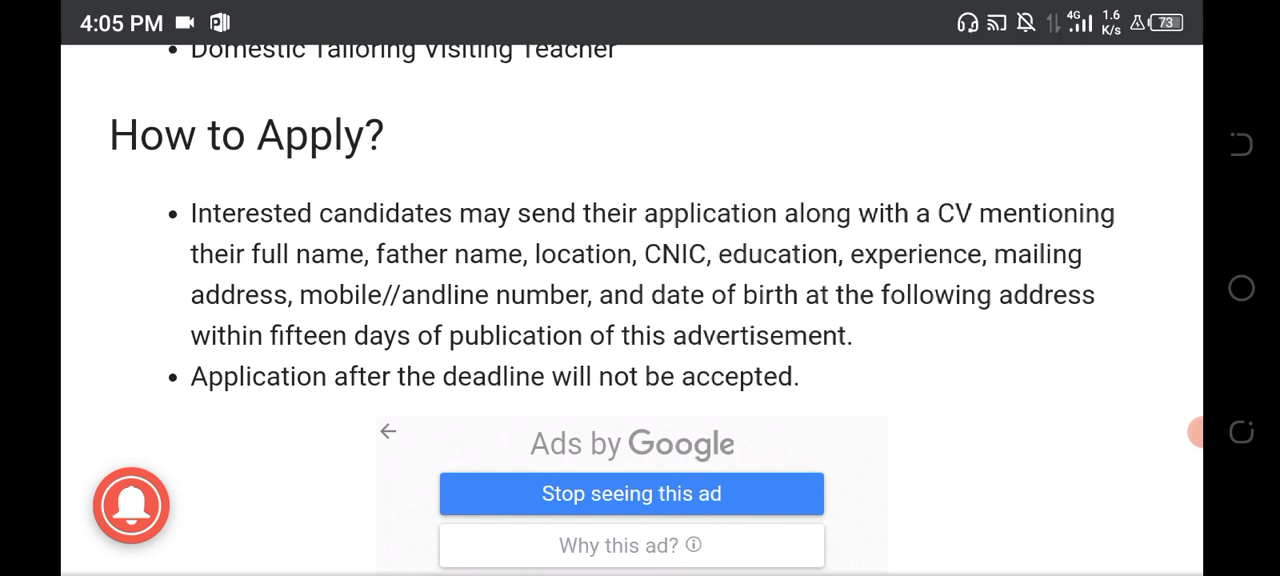 4:05 PM
4G 1.6 K/s 73
• Domestic Tailoring Visiting Teacher
How to Apply?
• Interested candidates may send their application along with a CV mentioning
their full name, father name, location, CNIC, education, experience, mailing
address, mobile//andline number, and date of birth at the following address
within fifteen days of publication of this advertisement.
• Application after the deadline will not be accepted.
Ads by Google
Stop seeing this ad
Why this ad?